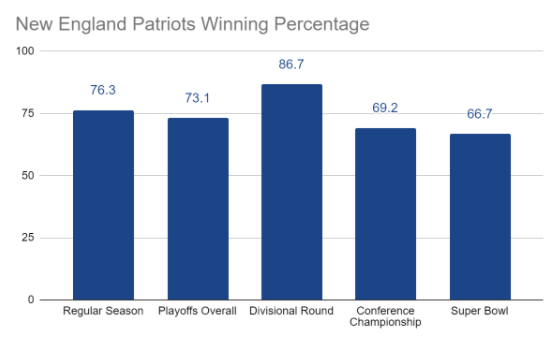 New England Patriots Winning Percentage
100
75
50
25
0
76.3
73.1
86.7
69.2
66.7
Regular Season
Playoffs Overall
Divisional Round
Conference
Championship
Super Bowl